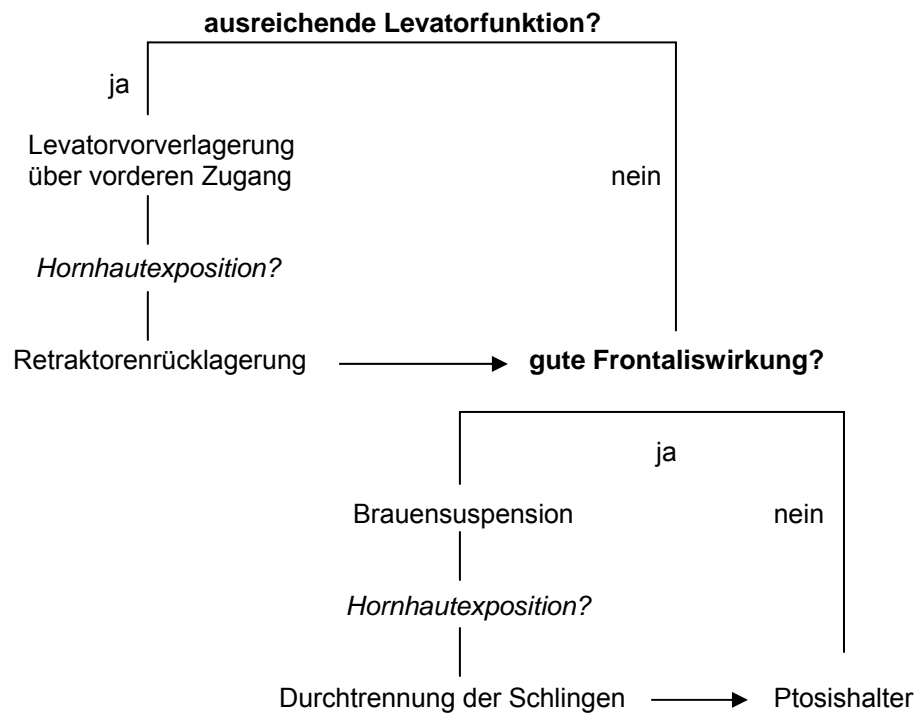 ausreichende Levatorfunktion?
ja
Levatorvorverlagerung
über vorderen Zugang
nein
Hornhautexposition?
Retraktorenrücklagerung
gute Frontaliswirkung?
ja
Brauensuspension
nein
Hornhautexposition?
Durchtrennung der Schlingen
Ptosishalter